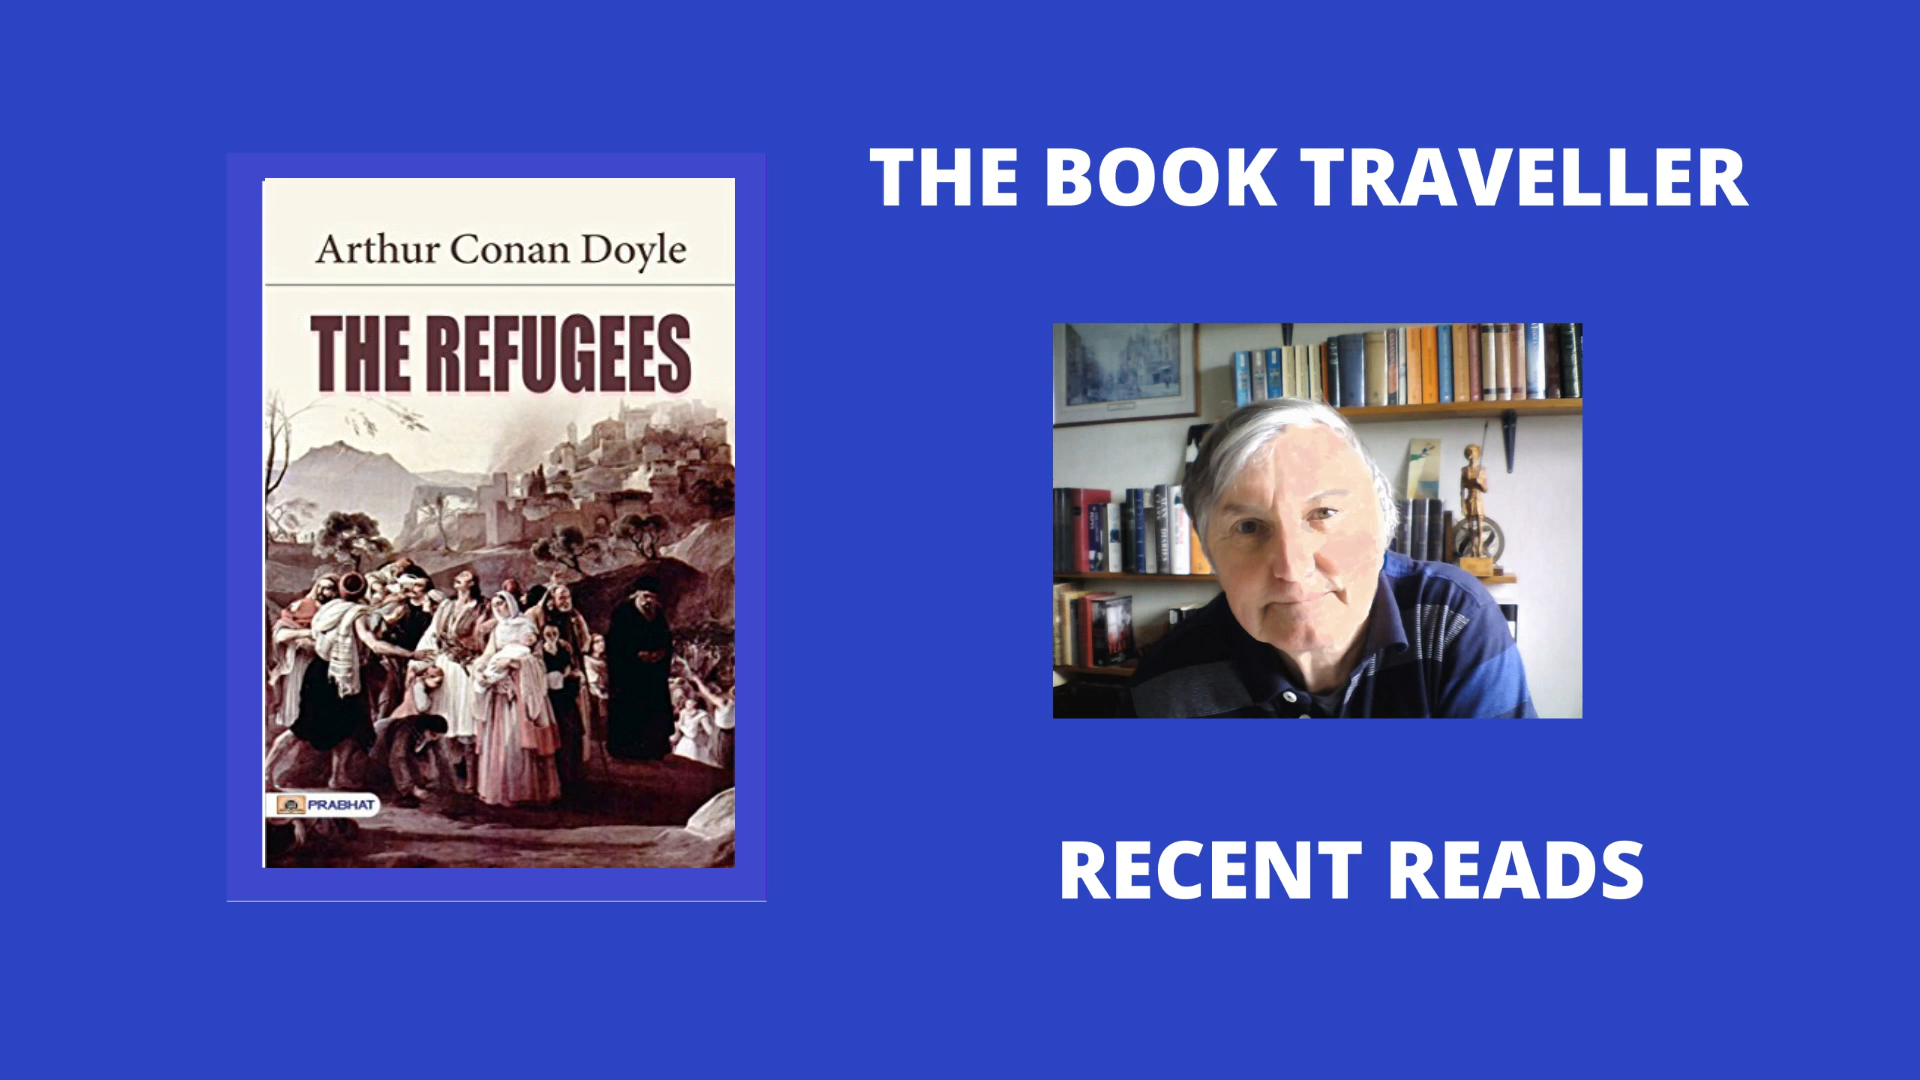 Arthur Conan Doyle
THE REFUGEES
PRABHAT
THE BOOK TRAVELLER
RECENT READS